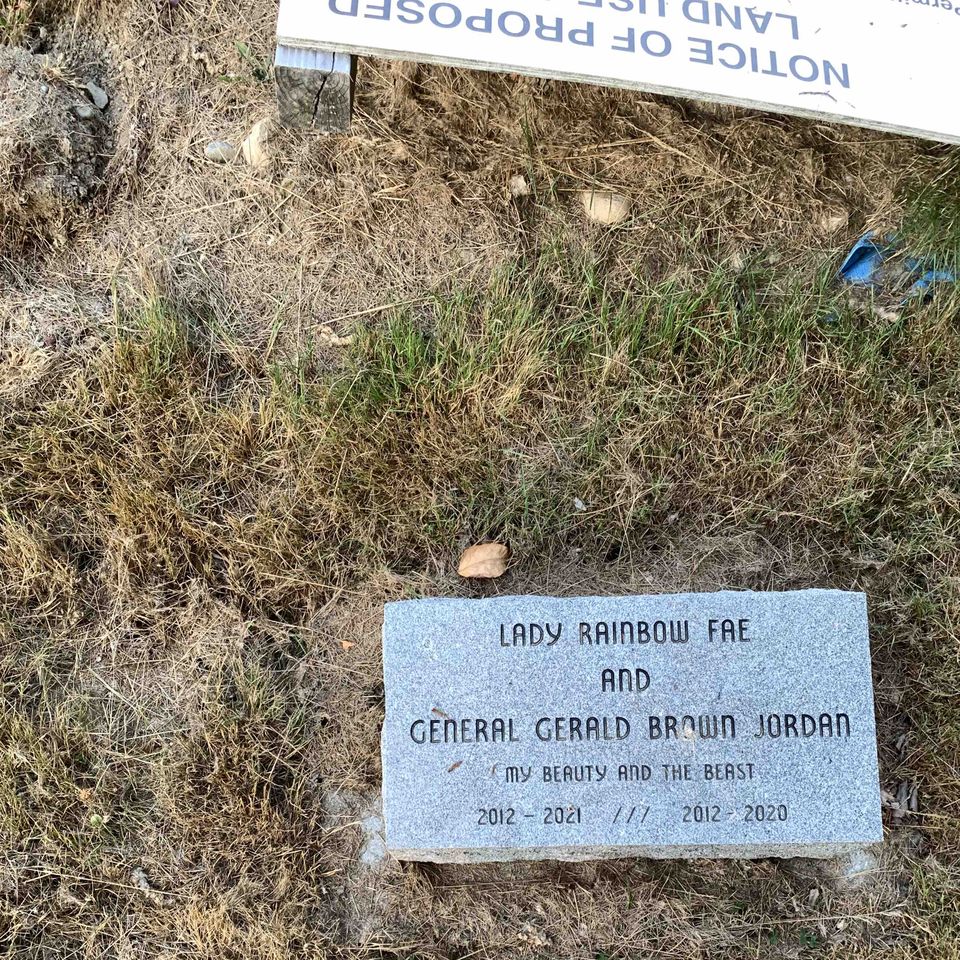 NOTICE OF PROPOSED
LAND USE
LADY RAINBOW FAE
AND
GENERAL GERALD BROWN JORDAN
MY BEAUTY AND THE BEAST
2012 - 2021 /// 2012 - 2020